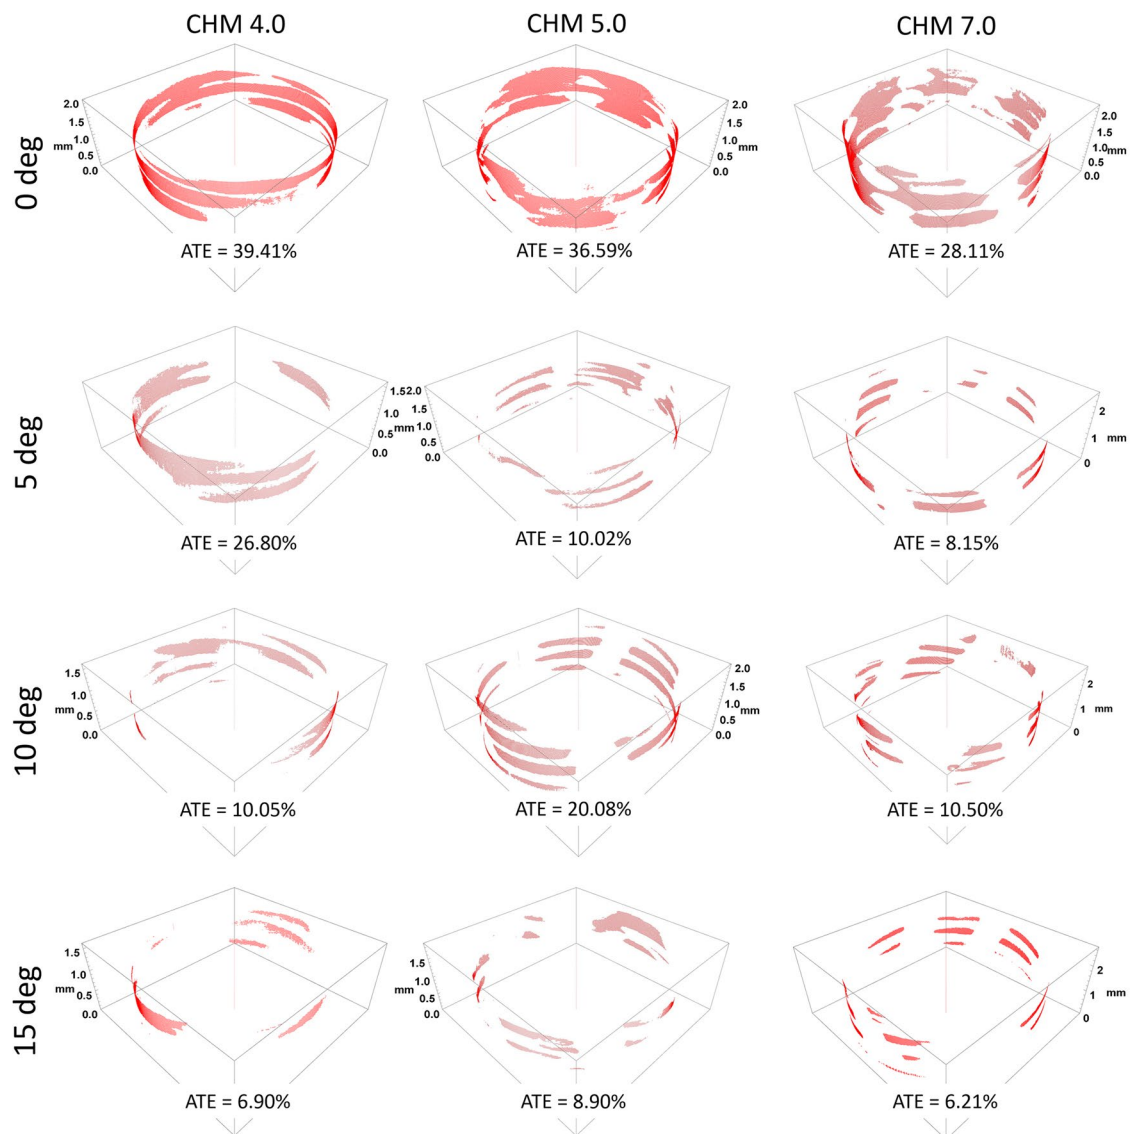 CHM 4.0 CHM 5.0 CHM 7.0
0 deg
2.0
1.5
1.0
mm
0.5
0.0
2.0
1.5
1.0
mm
0.5
0.0
2.0
1.5
1.0
mm
0.5
0.0
ATE = 39.41% ATE = 36.59% ATE = 28.11%
5 deg
1.5
1.0
mm
0.5
0.0
2.0
1.5
1.0
mm
0.5
0.0
2
1 mm
0
ATE = 26.80% ATE = 10.02% ATE = 8.15%
10 deg
1.5
1.0
mm
0.5
0.0
2.0
1.5
1.0
mm
0.5
0.0
2
1 mm
0
ATE = 10.05% ATE = 20.08% ATE = 10.50%
15 deg
1.5
1.0
mm
0.5
0.0
1.5
1.0
mm
0.5
0.0
2
1 mm
0
ATE = 6.90% ATE = 8.90% ATE = 6.21%